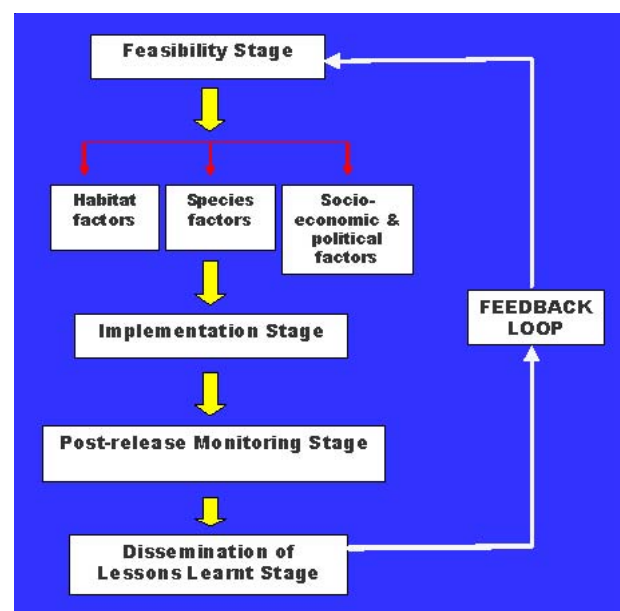 Feasibility Stage
Habitat
factors
Species
factors
Socio-
economic &
political
factors
Implementation Stage
FEEDBACK
LOOP
Post-release Monitoring Stage
Dissemination of
Lessons Learnt Stage